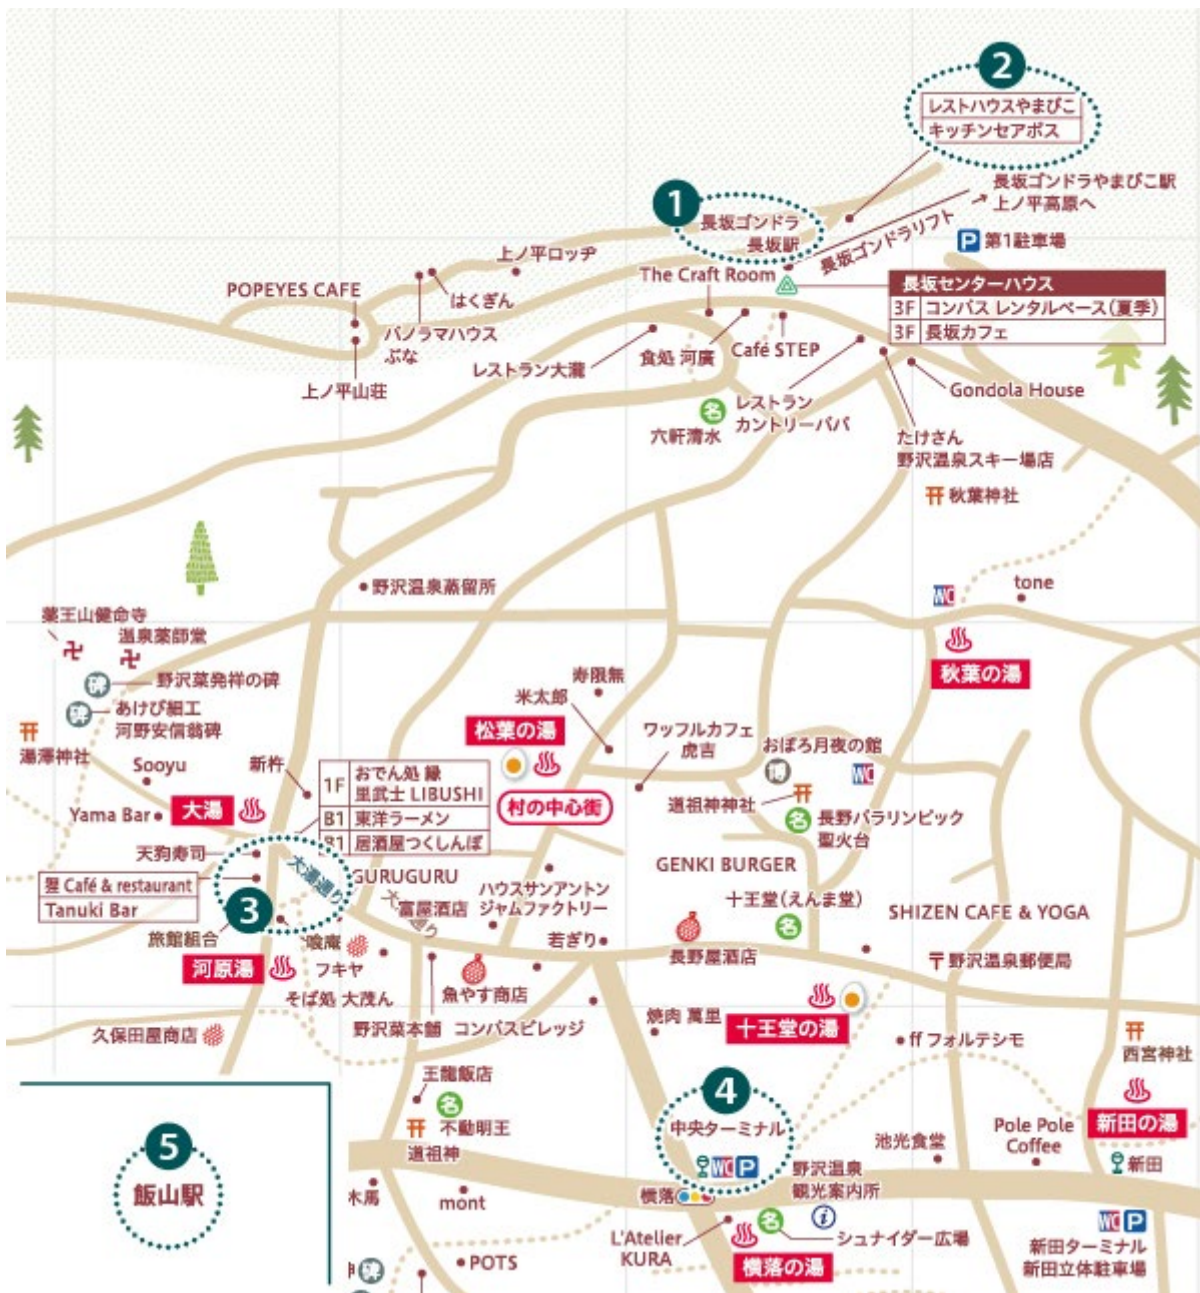 2
レストハウスやまびこ
キッチンセアポス
1
長坂ゴンドラ
長坂駅
長坂ゴンドラリフト
長坂ゴンドラやまびこ駅
上ノ平高原へ
P 第1駐車場
上ノ平ロッヂ
The Craft Room
長坂センターハウス
3F コンパス レンタルベース(夏季)
3F 長坂カフェ
POPEYES CAFE
はくぎん
パノラマハウス
ぶな
上ノ平山荘
レストラン大瀧
食処 河廣
Café STEP
Gondola House
名
六軒清水
レストラン
カントリーパパ
たけさん
野沢温泉スキー場店
秋葉神社
野沢温泉蒸留所
WC
tone
秋葉の湯
薬王山健命寺
温泉薬師堂
碑
野沢菜発祥の碑
碑
あけび細工
河野安信翁碑
湯澤神社
Sooyu
新杵
Yama Bar
大湯
1F おでん処 縁
里武士 LIBUSHI
B1 東洋ラーメン
B1 居酒屋つくしんぼ
寿限無
米太郎
松葉の湯
村の中心街
ワッフルカフェ
虎吉
おぼろ月夜の館
博
WC
道祖神神社
名
長野パラリンピック
聖火台
天狗寿司
Café & restaurant
Tanuki Bar
3
大湯通り
旅館組合
河原湯
GURUGURU
富屋酒店
ハウスサンアントン
ジャムファクトリー
GENKI BURGER
十王堂(えんま堂)
名
SHIZEN CAFE & YOGA
フキヤ
そば処 大茂ん
魚やす商店
若ぎり
長野屋酒店
野沢温泉郵便局
久保田屋商店
野沢菜本舗
コンパスビレッジ
焼肉 萬里
十王堂の湯
ff フォルテシモ
西宮神社
王龍飯店
名
不動明王
道祖神
4
中央ターミナル
WC P
池光食堂
Pole Pole
Coffee
新田の湯
新田
5
飯山駅
木馬
mont
横落
野沢温泉
観光案内所
i
L'Atelier
KURA
名
シュナイダー広場
横落の湯
WC P
新田ターミナル
新田立体駐車場
碑
POTS